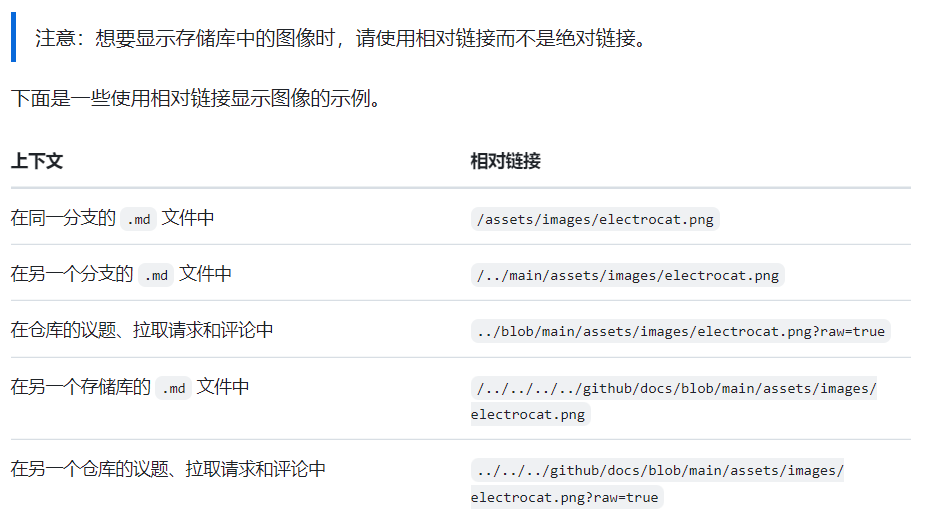 注意：想要显示存储库中的图像时，请使用相对链接而不是绝对链接。
下面是一些使用相对链接显示图像的示例。
上下文 相对链接
在同一分支的 .md 文件中 /assets/images/electrocat.png
在另一个分支的 .md 文件中 /../main/assets/images/electrocat.png
在仓库的议题、拉取请求和评论中 ../blob/main/assets/images/electrocat.png?raw=true
在另一个存储库的 .md 文件中 /../../../../github/docs/blob/main/assets/images/
electrocat.png
在另一个仓库的议题、拉取请求和评论中 ../../../github/docs/blob/main/assets/images/
electrocat.png?raw=true